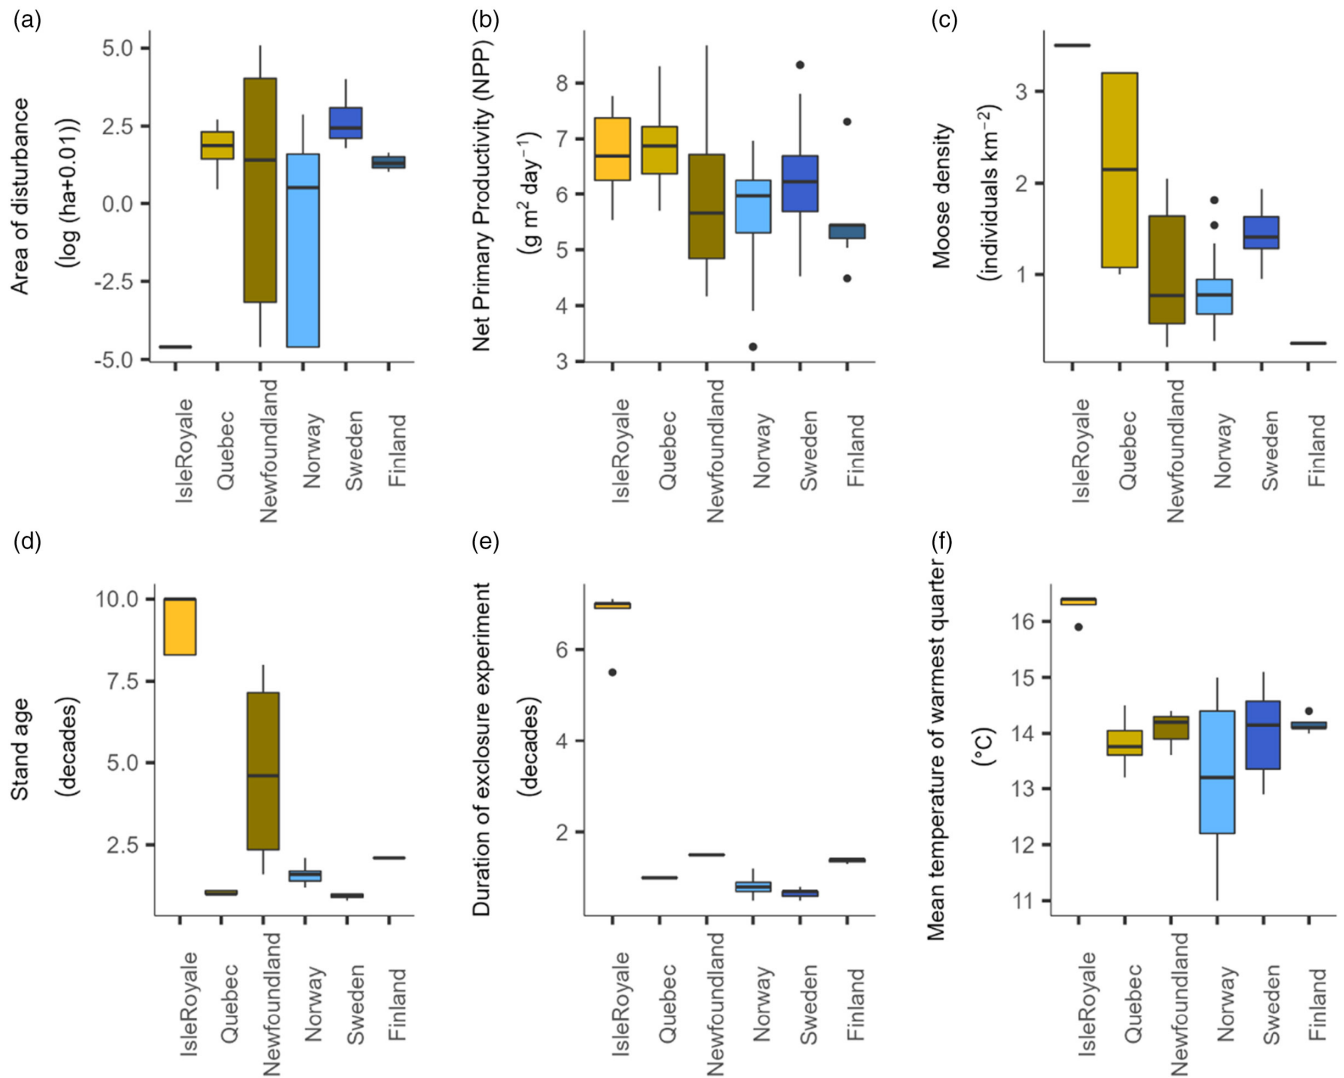 (a)
Area of disturbance
(log (ha+0.01))
5.0
2.5
0.0
-2.5
-5.0
IsleRoyale
Quebec
Newfoundland
Norway
Sweden
Finland
(b)
Net Primary Productivity (NPP)
(g m² day⁻¹)
8
7
6
5
4
3
IsleRoyale
Quebec
Newfoundland
Norway
Sweden
Finland
(c)
Moose density
(individuals km⁻²)
3
2
1
IsleRoyale
Quebec
Newfoundland
Norway
Sweden
Finland
(d)
Stand age
(decades)
10.0
7.5
5.0
2.5
IsleRoyale
Quebec
Newfoundland
Norway
Sweden
Finland
(e)
Duration of exclosure experiment
(decades)
6
4
2
IsleRoyale
Quebec
Newfoundland
Norway
Sweden
Finland
(f)
Mean temperature of warmest quarter
(°C)
16
15
14
13
12
11
IsleRoyale
Quebec
Newfoundland
Norway
Sweden
Finland